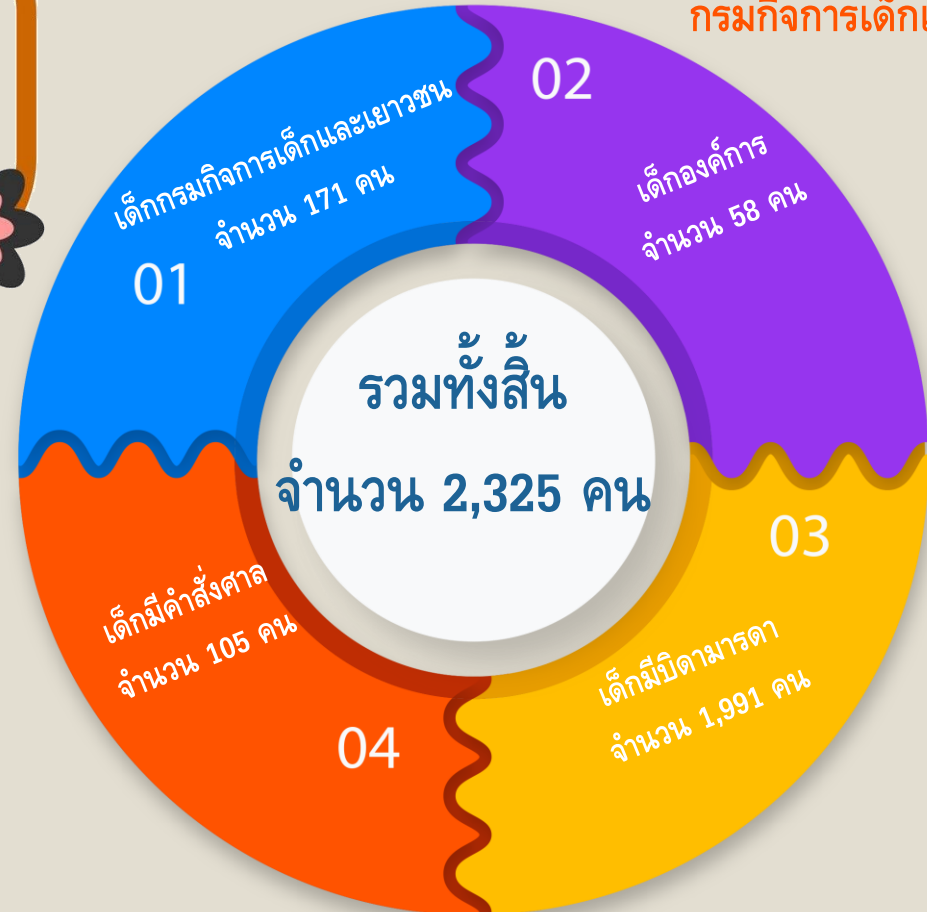 กรมกิจการเด็ก
02
เด็กกรมกิจการเด็กและเยาวชน
จำนวน 171 คน
01
เด็กองค์การ
จำนวน 58 คน
รวมทั้งสิ้น
จำนวน 2,325 คน
03
เด็กมีบิดามารดา
จำนวน 1,991 คน
เด็กมีคำสั่งศาล
จำนวน 105 คน
04